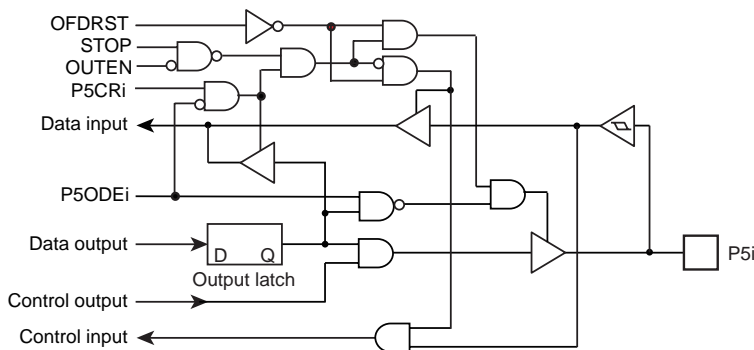 OFDRST
STOP
OUTEN
P5CRi
Data input
P5ODEi
Data output
D Q
Output latch
P5i
Control output
Control input